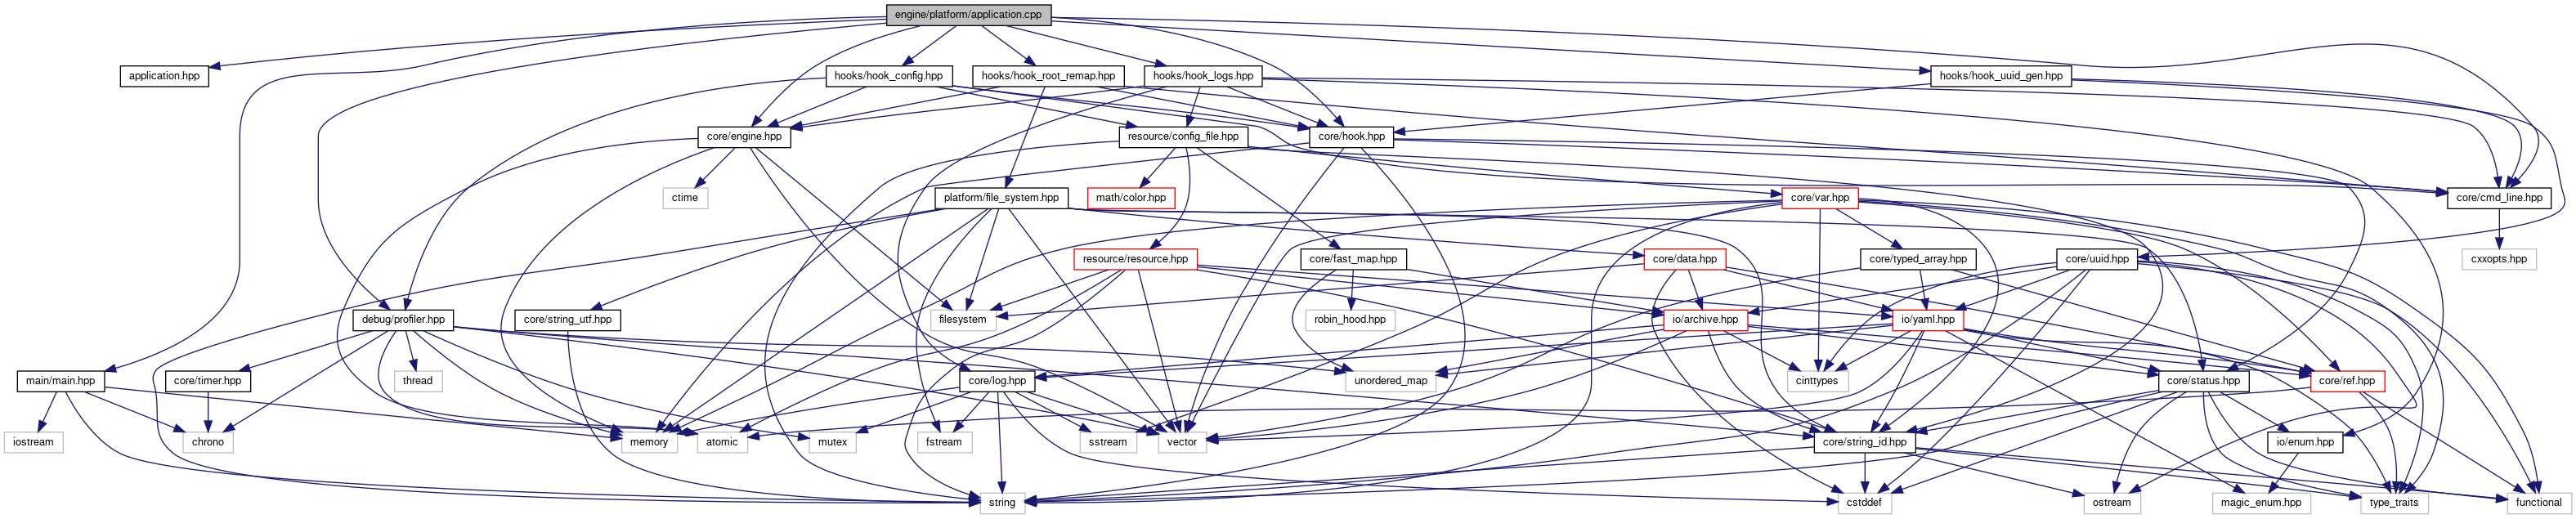 engine/platform/application.cpp
application.hpp
hooks/hook_config.hpp
hooks/hook_root_remap.hpp
hooks/hook_logs.hpp
hooks/hook_uuid_gen.hpp
core/engine.hpp
resource/config_file.hpp
core/hook.hpp
ctime
platform/file_system.hpp
math/color.hpp
core/var.hpp
core/cmd_line.hpp
resource/resource.hpp
core/fast_map.hpp
core/data.hpp
core/typed_array.hpp
core/uuid.hpp
cxxopts.hpp
debug/profiler.hpp
core/string_utf.hpp
filesystem
robin_hood.hpp
io/archive.hpp
io/yaml.hpp
main/main.hpp
core/timer.hpp
thread
core/log.hpp
unordered_map
cinttypes
core/status.hpp
core/ref.hpp
iostream
chrono
memory
atomic
mutex
fstream
sstream
vector
core/string_id.hpp
io/enum.hpp
string
cstddef
ostream
magic_enum.hpp
type_traits
functional